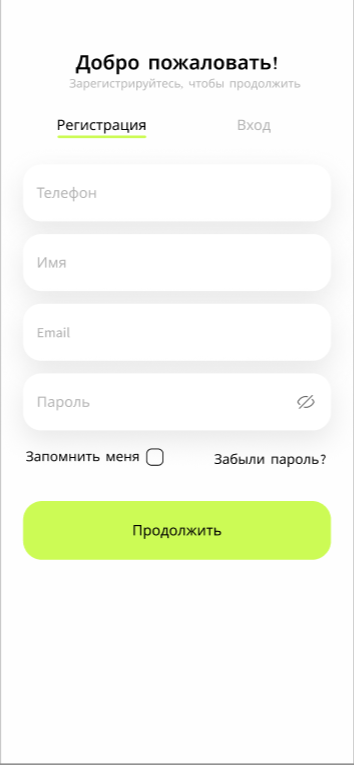 Добро пожаловать!
Зарегистрируйтесь, чтобы продолжить
Регистрация Вход
Телефон
Имя
Email
Пароль
Запомнить меня Забыли пароль?
Продолжить